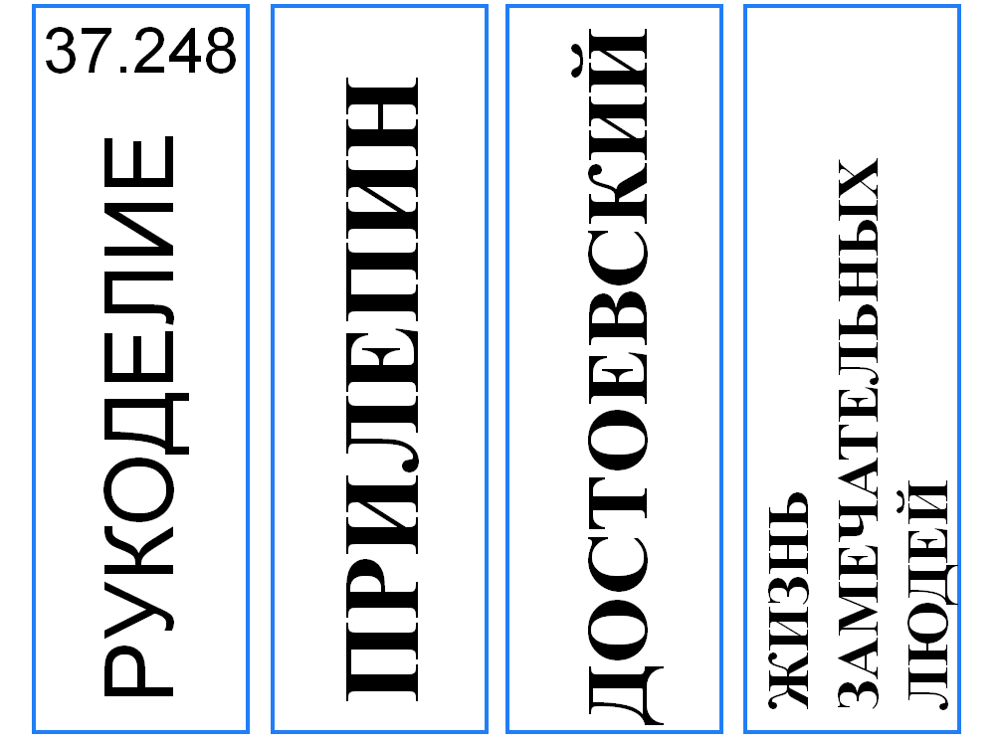 37.248
РУКОДЕЛИЕ
ПРИЛЕПИН
ДОСТОЕВСКИЙ
ЖИЗНЬ
ЗАМЕЧАТЕЛЬНЫХ
ЛЮДЕЙ